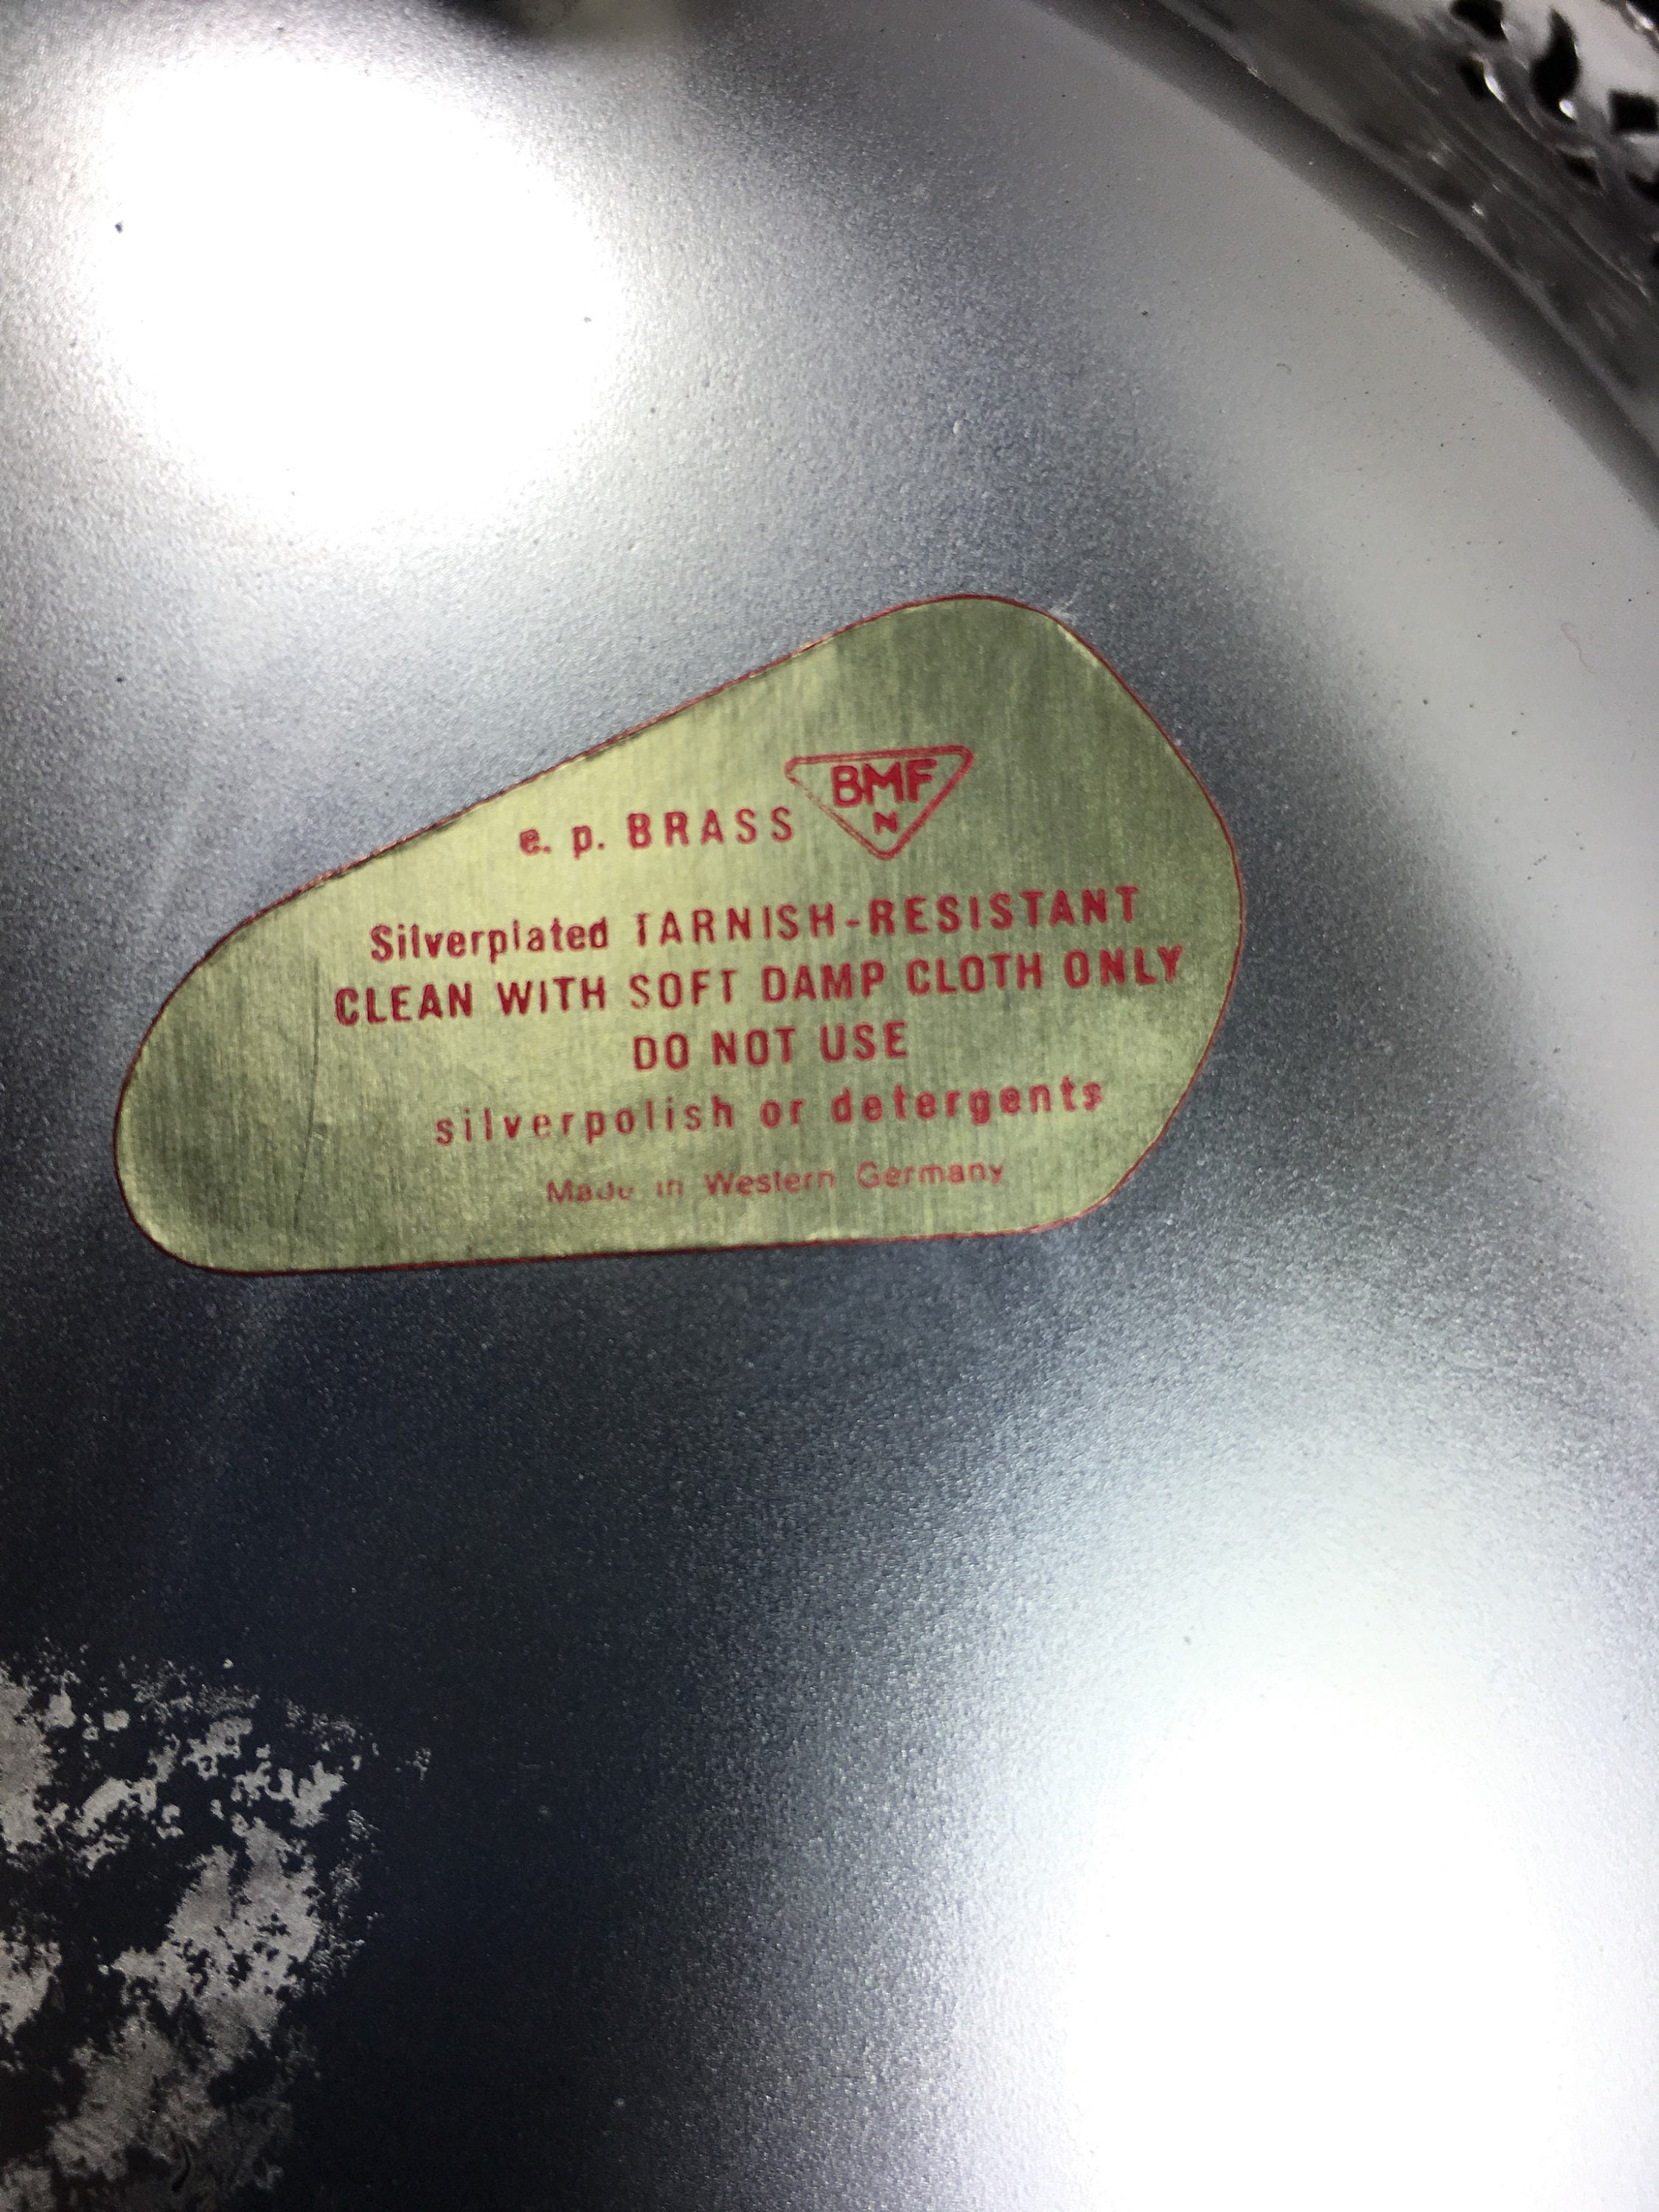 BMF
N
e. p. BRASS
Silverplated TARNISH-RESISTANT
CLEAN WITH SOFT DAMP CLOTH ONLY
DO NOT USE
silverpolish or detergents
Made in Western Germany